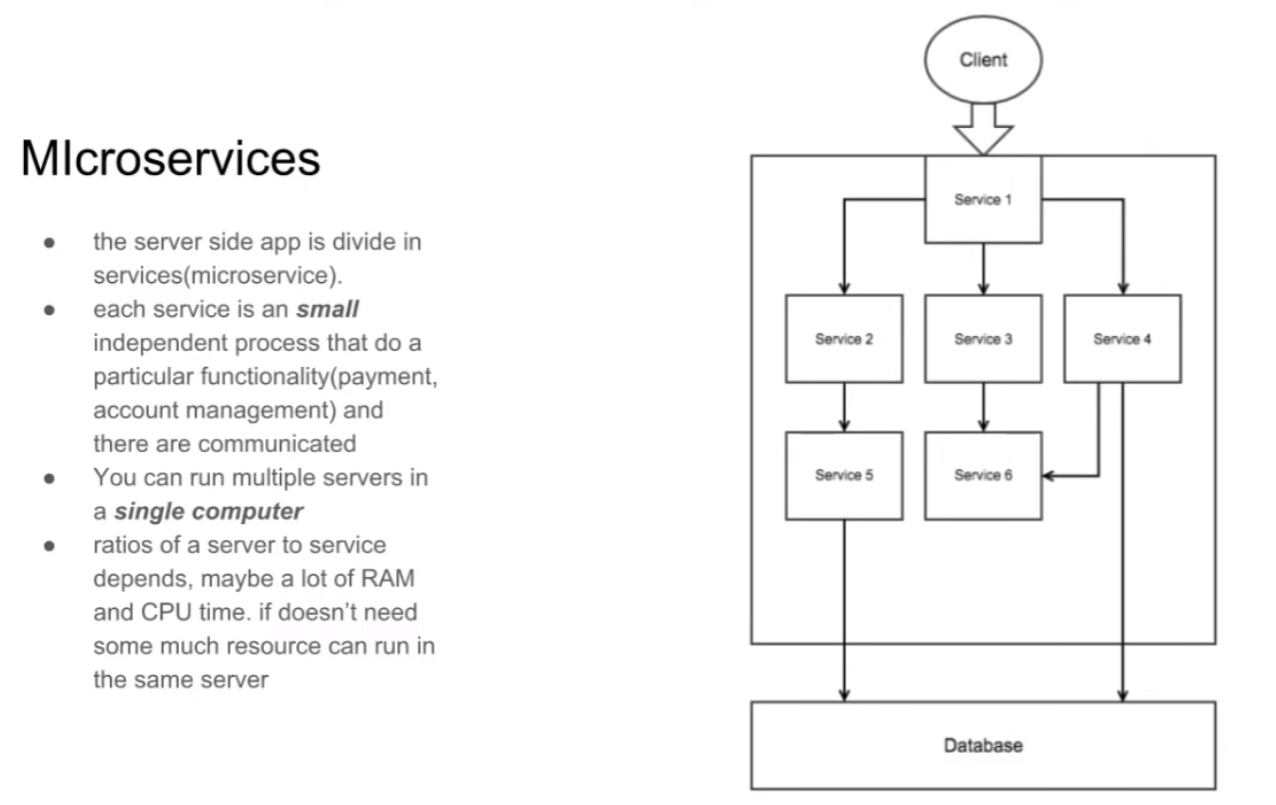 MIcroservices
● the server side app is divide in
services(microservice).
● each service is an small
independent process that do a
particular functionality(payment,
account management) and
there are communicated
● You can run multiple servers in
a single computer
● ratios of a server to service
depends, maybe a lot of RAM
and CPU time. if doesn't need
some much resource can run in
the same server
Client
Service 1
Service 2
Service 3
Service 4
Service 5
Service 6
Database